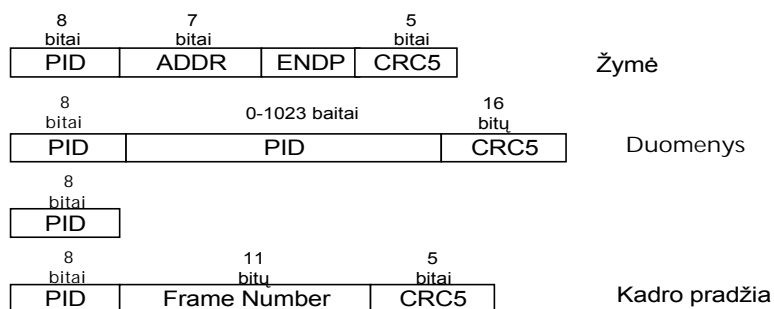 8 7 5
bitai bitai bitai
PID ADDR ENDP CRC5 Žymė
8 0-1023 baitai 16
bitai bitų
PID PID CRC5 Duomenys
8
bitai
PID
8 11 5
bitai bitų bitai
PID Frame Number CRC5 Kadro pradžia